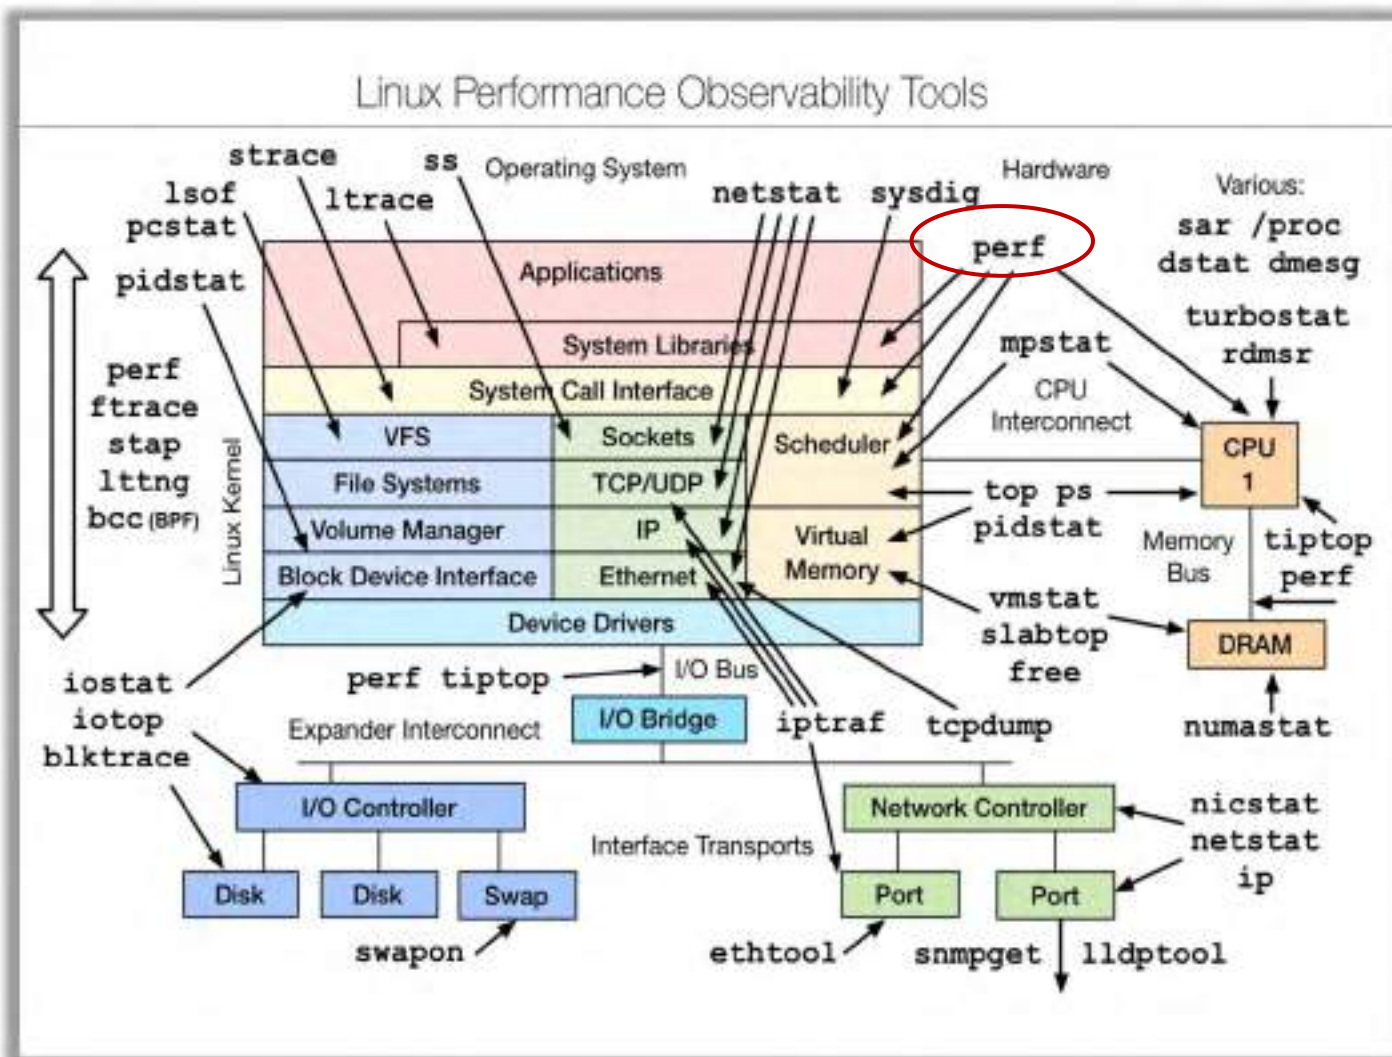 Linux Performance Observability Tools
strace
ss
Operating System
Hardware
lsof
ltrace
netstat
sysdig
Various:
pcstat
perf
sar /proc
dstat dmesg
pidstat
Applications
turbostat
rdmsr
System Libraries
mpstat
perf
ftrace
stap
lttng
bcc (BPF)
Linux Kernel
System Call Interface
CPU
Interconnect
VFS
Sockets
Scheduler
CPU
1
File Systems
TCP/UDP
top ps
pidstat
Volume Manager
IP
Virtual
Memory
Memory
Bus
tiptop
perf
Block Device Interface
Ethernet
vmstat
slabtop
free
Device Drivers
DRAM
iostat
iotop
blktrace
perf tiptop
I/O Bus
I/O Bridge
iptraf
tcpdump
numastat
Expander Interconnect
I/O Controller
Network Controller
nicstat
netstat
ip
Interface Transports
Disk
Disk
Swap
Port
Port
swapon
ethtool
snmpget
lldptool